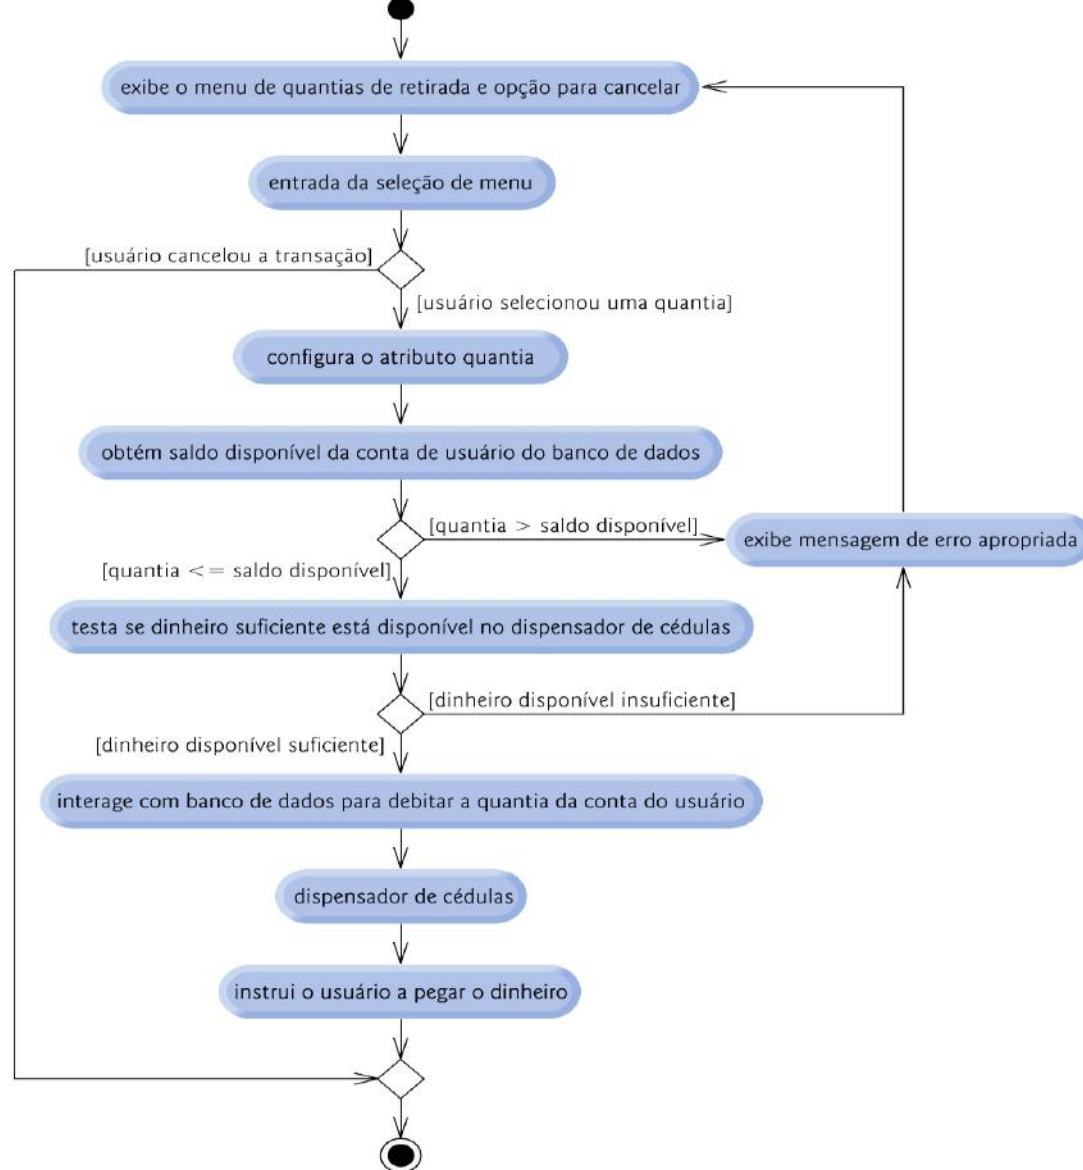 exibe o menu de quantias de retirada e opção para cancelar
entrada da seleção de menu
[usuário cancelou a transação]
[usuário selecionou uma quantia]
configura o atributo quantia
obtém saldo disponível da conta de usuário do banco de dados
[quantia > saldo disponível]
exibe mensagem de erro apropriada
[quantia <= saldo disponível]
testa se dinheiro suficiente está disponível no dispensador de cédulas
[dinheiro disponível insuficiente]
[dinheiro disponível suficiente]
interage com banco de dados para debitar a quantia da conta do usuário
dispensador de cédulas
instrui o usuário a pegar o dinheiro